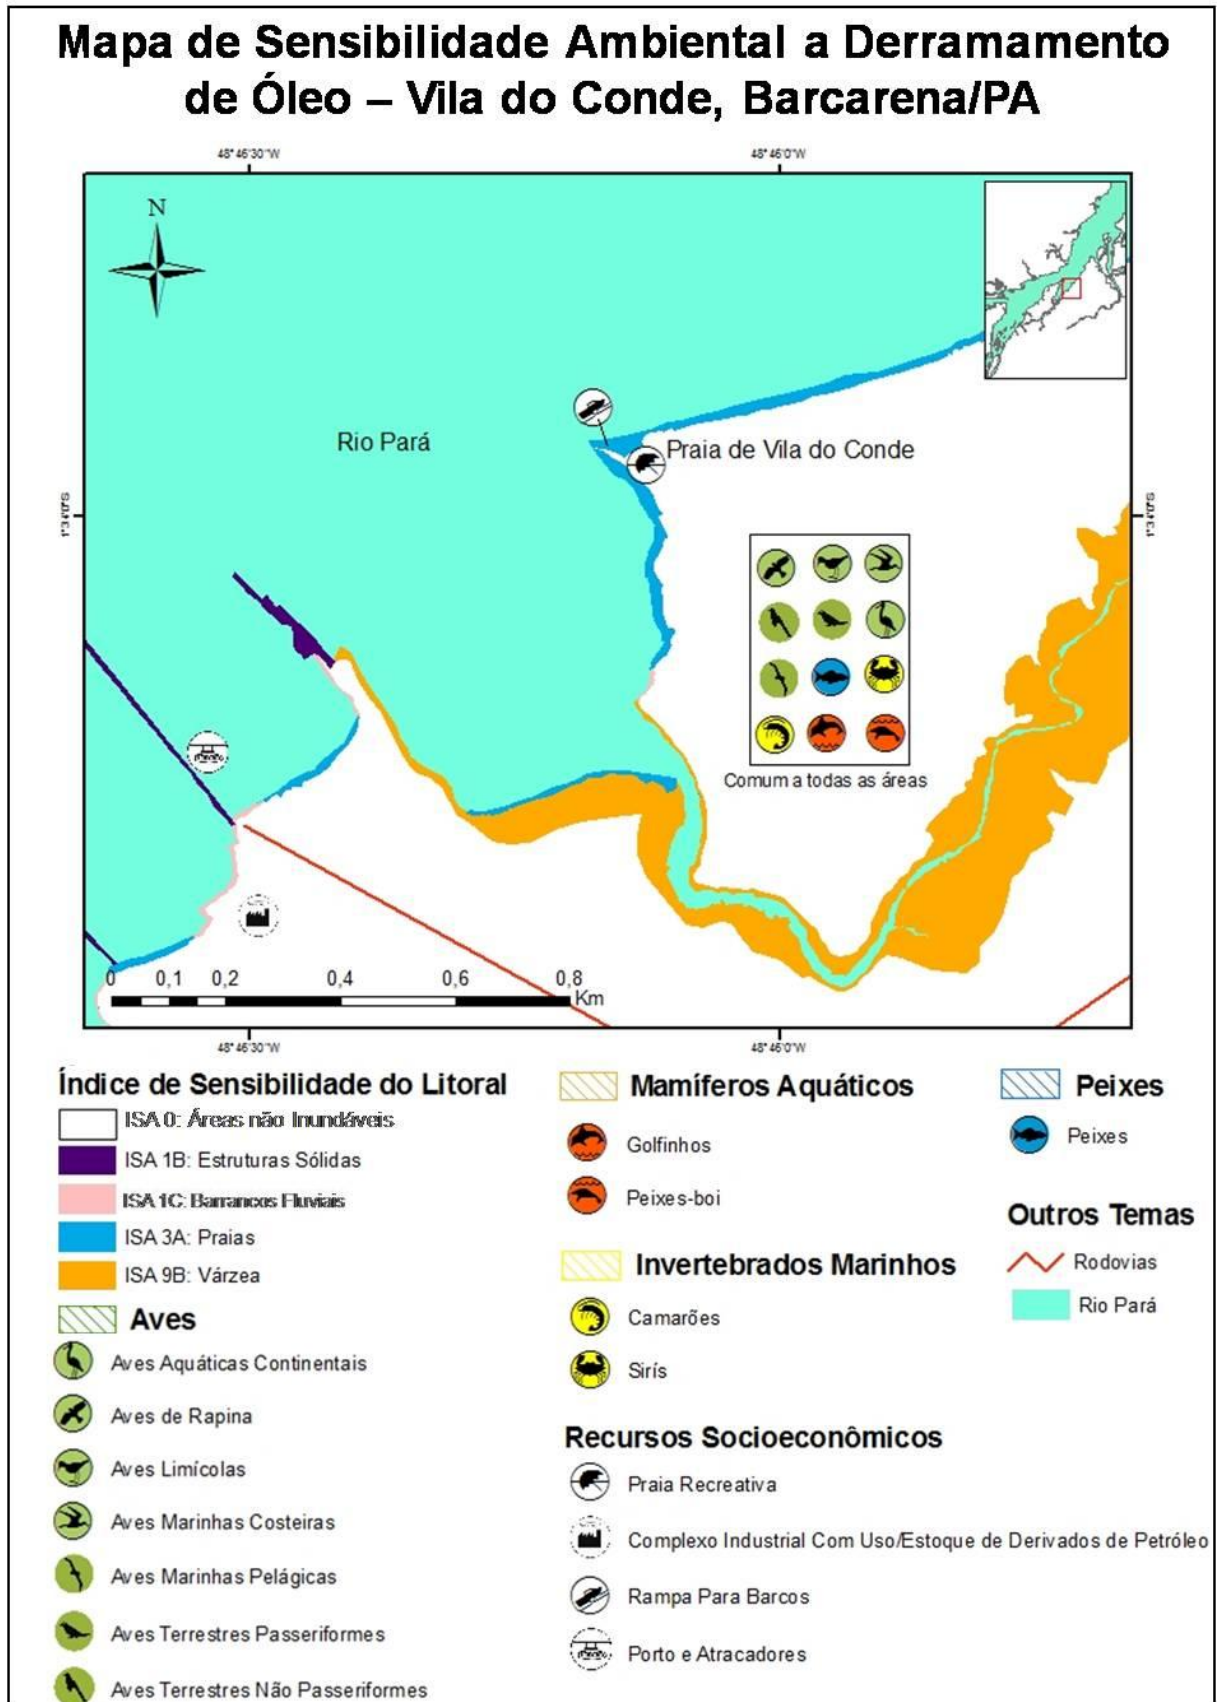 Mapa de Sensibilidade Ambiental a Derramamento
de Óleo – Vila do Conde, Barcarena/PA
48°46'30"W
48°46'0"W
N
Rio Pará
Praia de Vila do Conde
1°34'0"S
1°34'0"S
Comum a todas as áreas
0
0,1
0,2
0,4
0,6
0,8
Km
48°46'30"W
48°46'0"W
Índice de Sensibilidade do Litoral
ISA 0: Áreas não Inundáveis
ISA 1B: Estruturas Sólidas
ISA 1C: Barrancos Fluviais
ISA 3A: Praias
ISA 9B: Várzea
Aves
Aves Aquáticas Continentais
Aves de Rapina
Aves Limícolas
Aves Marinhas Costeiras
Aves Marinhas Pelágicas
Aves Terrestres Passeriformes
Aves Terrestres Não Passeriformes
Mamíferos Aquáticos
Golfinhos
Peixes-boi
Invertebrados Marinhos
Camarões
Sirís
Recursos Socioeconômicos
Praia Recreativa
Complexo Industrial Com Uso/Estoque de Derivados de Petróleo
Rampa Para Barcos
Porto e Atracadores
Peixes
Peixes
Outros Temas
Rodovias
Rio Pará